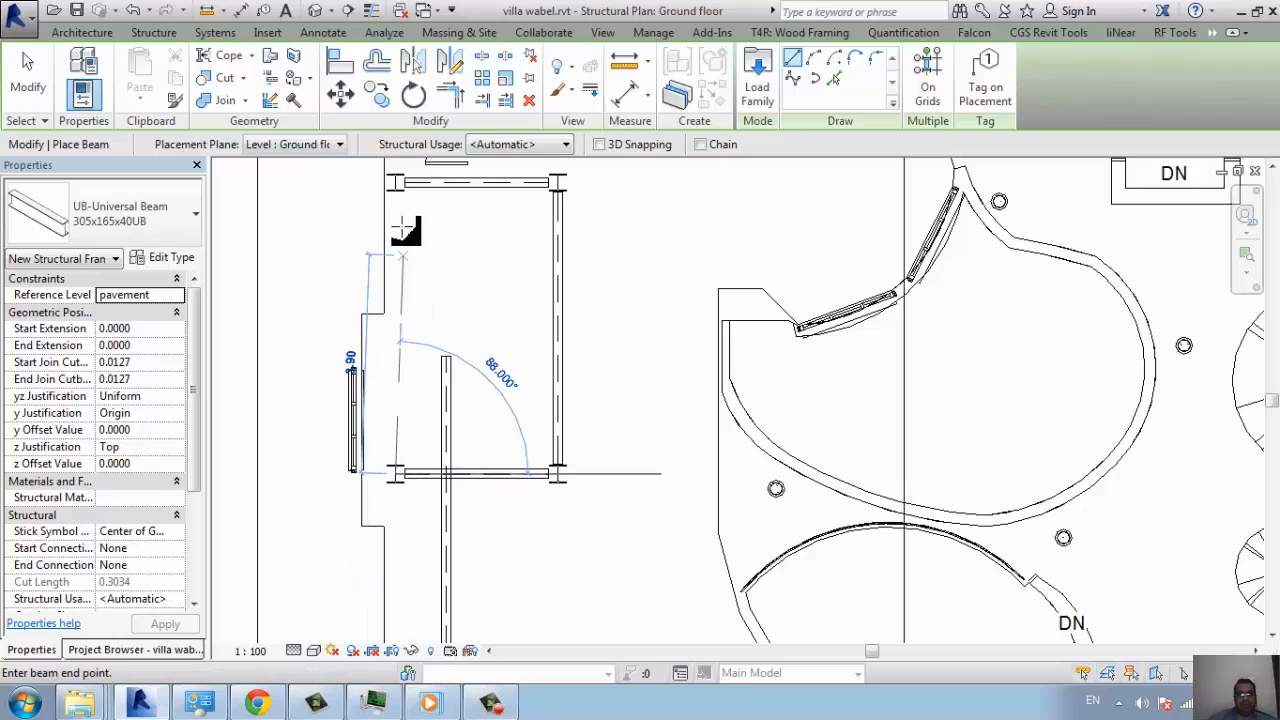 villa wabel.rvt - Structural Plan: Ground floor
Type a keyword or phrase
Sign In
Architecture Structure Systems Insert Annotate Analyze Massing & Site Collaborate View Manage Add-Ins T4R: Wood Framing Quantification Falcon CGS Revit Tools liNear RF Tools
Modify
Paste
Cope
Cut
Join
Load Family
On Grids
Tag on Placement
Select Properties Clipboard Geometry Modify View Measure Create Mode Draw Multiple Tag
Modify | Place Beam Placement Plane: Level : Ground flo Structural Usage: <Automatic> 3D Snapping Chain
Properties
UB-Universal Beam
305x165x40UB
New Structural Fran Edit Type
Constraints
Reference Level pavement
Geometric Posi...
Start Extension 0.0000
End Extension 0.0000
Start Join Cut... 0.0127
End Join Cutb... 0.0127
yz Justification Uniform
y Justification Origin
y Offset Value 0.0000
z Justification Top
z Offset Value 0.0000
Materials and F...
Structural Mat...
Structural
Stick Symbol ... Center of G...
Start Connecti... None
End Connection None
Cut Length 0.3034
Structural Usa... <Automatic>
Properties help Apply
Properties Project Browser - villa wab...
DN
88.000°
DN
1 : 100
Enter beam end point.
:0
Main Model
EN